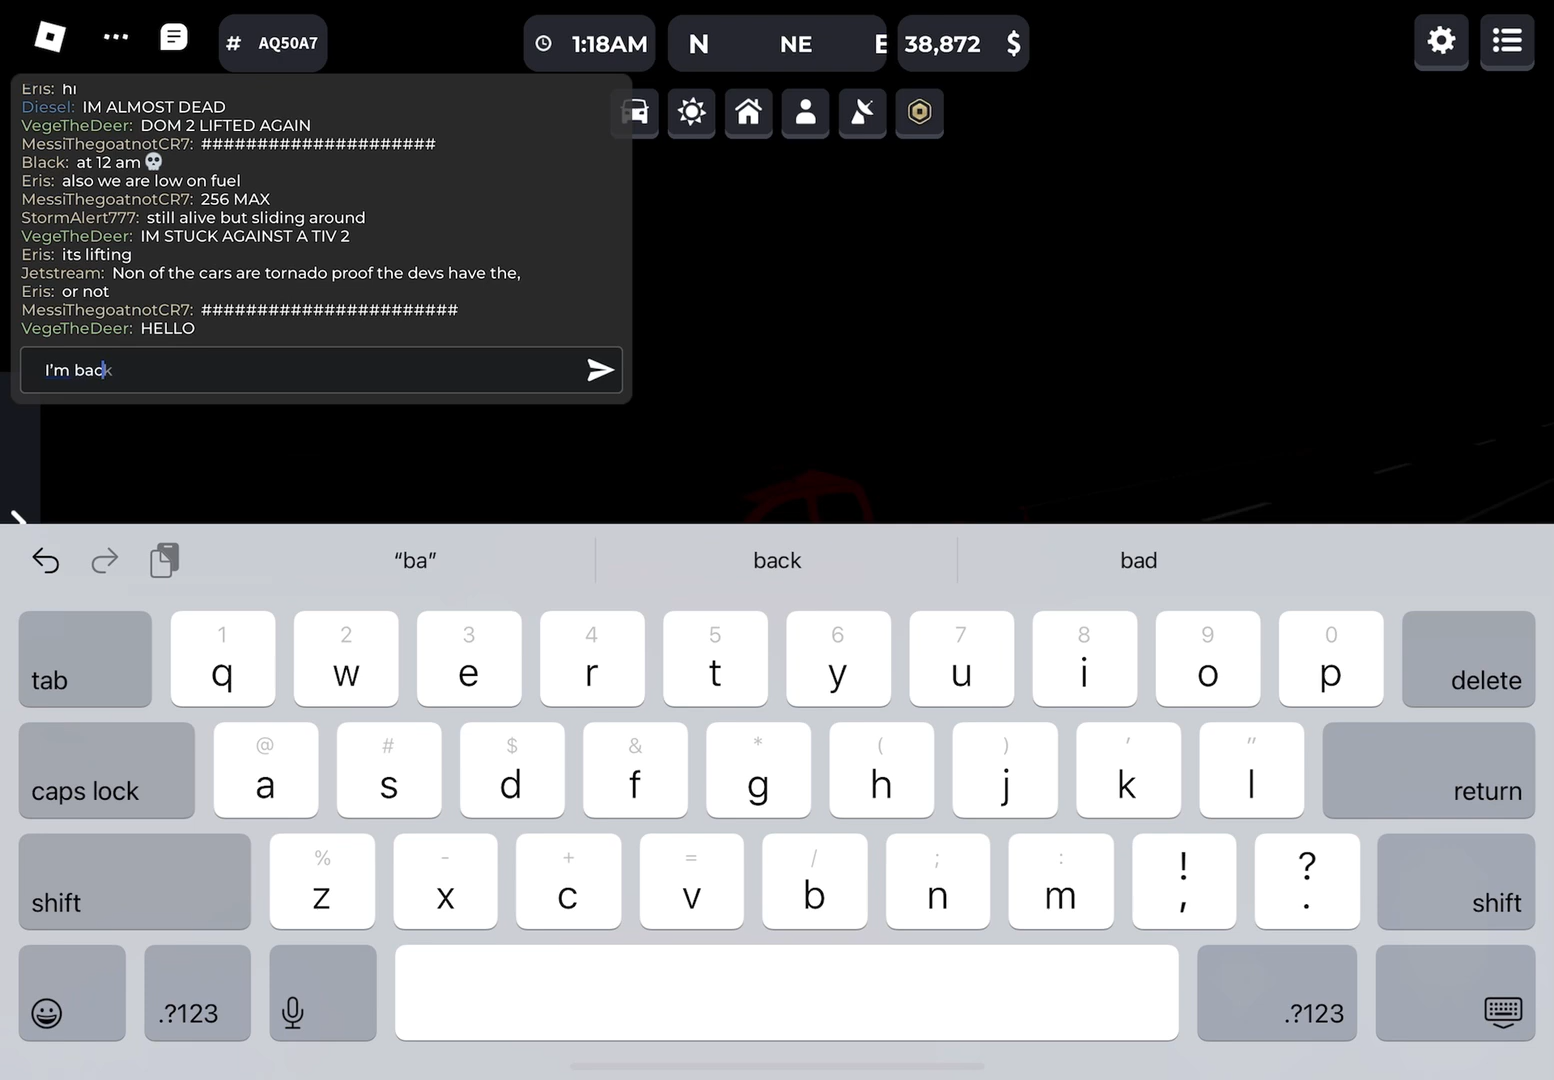 # AQ50A7
1:18AM
N NE E
38,872 $
Eris: hi
Diesel: IM ALMOST DEAD
VegeTheDeer: DOM 2 LIFTED AGAIN
MessiThegoatnotCR7: #####################
Black: at 12 am💀
Eris: also we are low on fuel
MessiThegoatnotCR7: 256 MAX
StormAlert777: still alive but sliding around
VegeTheDeer: IM STUCK AGAINST A TIV 2
Eris: its lifting
Jetstream: Non of the cars are tornado proof the devs have the,
Eris: or not
MessiThegoatnotCR7: #######################
VegeTheDeer: HELLO
I'm back
“ba” back bad
1 2 3 4 5 6 7 8 9 0
tab q w e r t y u i o p delete
@ # $ & * ( ) ' "
caps lock a s d f g h j k l return
% - + = / ; : ! ?
shift z x c v b n m , . shift
.?123 .?123